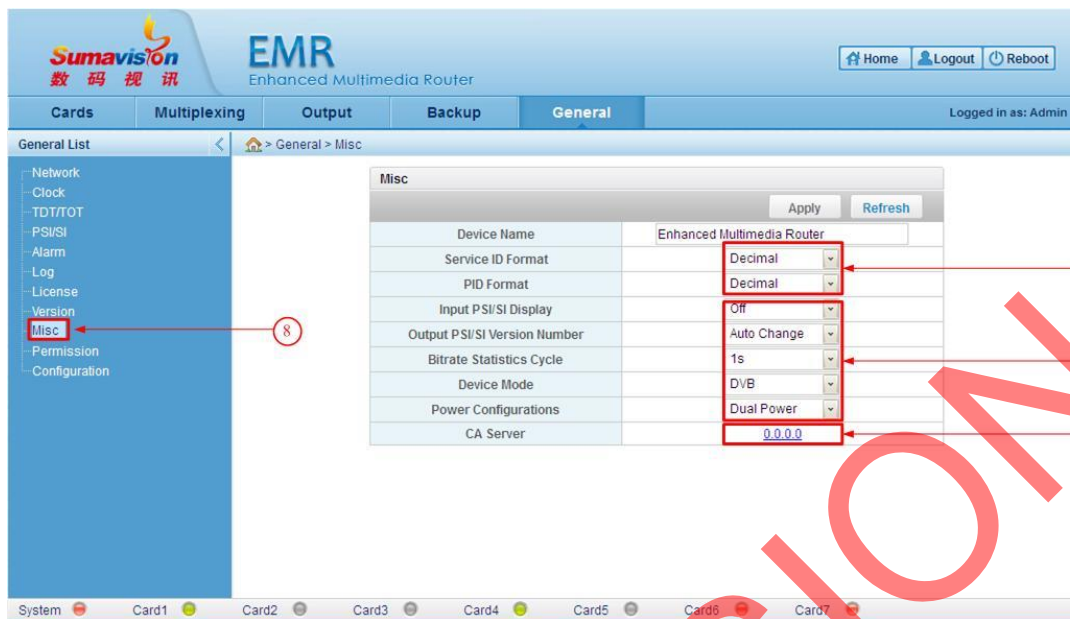 Sumavision
数码视讯
EMR
Enhanced Multimedia Router
Home Logout Reboot
Cards Multiplexing Output Backup General Logged in as: Admin
General List > General > Misc
Network
Clock
TDT/TOT
PSI/SI
Alarm
Log
License
Version
Misc
Permission
Configuration
8
Misc
Apply Refresh
Device Name Enhanced Multimedia Router
Service ID Format Decimal
PID Format Decimal
Input PSI/SI Display Off
Output PSI/SI Version Number Auto Change
Bitrate Statistics Cycle 1s
Device Mode DVB
Power Configurations Dual Power
CA Server 0.0.0.0
System Card1 Card2 Card3 Card4 Card5 Card6 Card7
SION